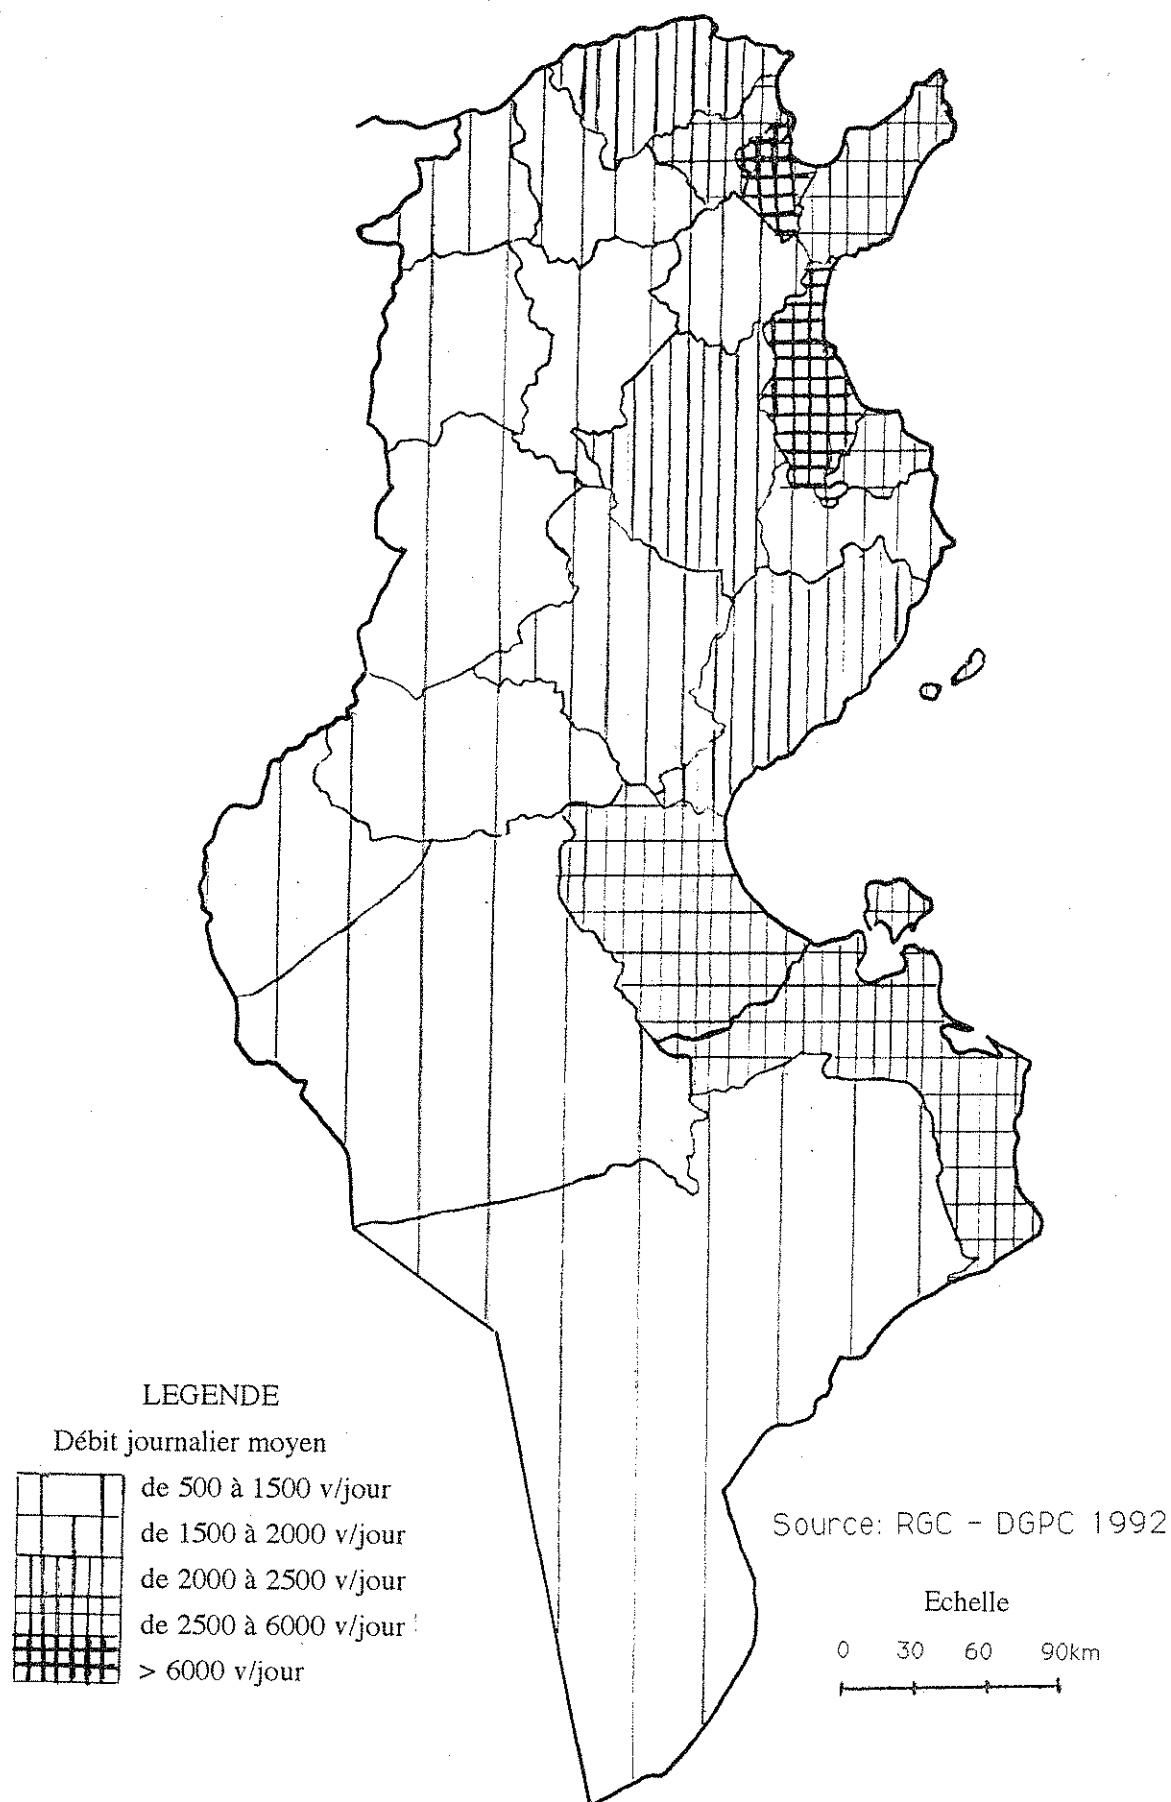 LEGENDE
Débit journalier moyen
de 500 à 1500 v/jour
de 1500 à 2000 v/jour
de 2000 à 2500 v/jour
de 2500 à 6000 v/jour
> 6000 v/jour
Source: RGC - DGPC 1992
Echelle
0 30 60 90km